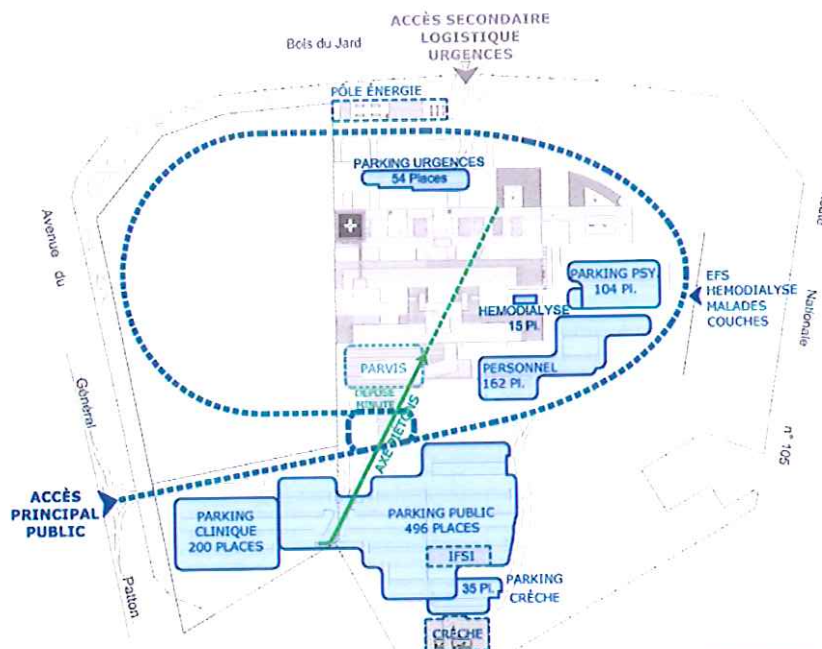 ACCÈS SECONDAIRE
LOGISTIQUE
URGENCES
Bois du Jard
PÔLE ÉNERGIE
PARKING URGENCES
54 Places
Avenue du
Général
Patton
PARKING PSY.
104 Pl.
EFS
HEMODIALYSE
MALADES
COUCHES
HEMODIALYSE
15 Pl.
Nationale
n° 105
PARVIS
PERSONNEL
162 Pl.
DEPOSE
MINUTE
AXE PIETONS
ACCÈS
PRINCIPAL
PUBLIC
PARKING
CLINIQUE
200 PLACES
PARKING PUBLIC
496 PLACES
IFSI
35 Pl.
PARKING
CRÈCHE
CRÈCHE